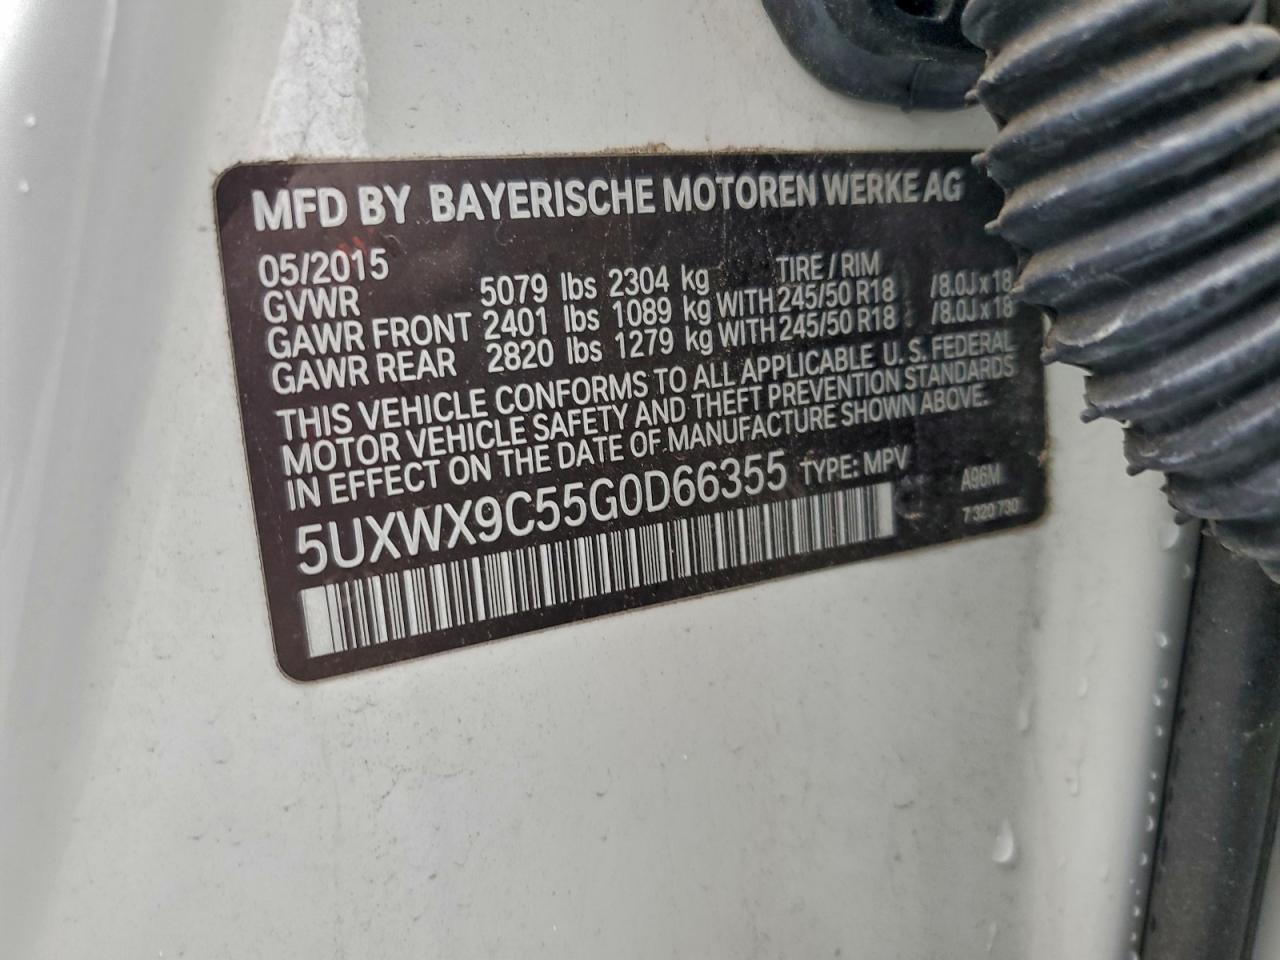 MFD BY BAYERISCHE MOTOREN WERKE AG
05/2015 TIRE / RIM
GVWR 5079 lbs 2304 kg
GAWR FRONT 2401 lbs 1089 kg WITH 245/50 R18 /8.0J x 18
GAWR REAR 2820 lbs 1279 kg WITH 245/50 R18 /8.0J x 18
THIS VEHICLE CONFORMS TO ALL APPLICABLE U. S. FEDERAL
MOTOR VEHICLE SAFETY AND THEFT PREVENTION STANDARDS
IN EFFECT ON THE DATE OF MANUFACTURE SHOWN ABOVE.
5UXWX9C55G0D66355 TYPE: MPV
A96M
7 320 730